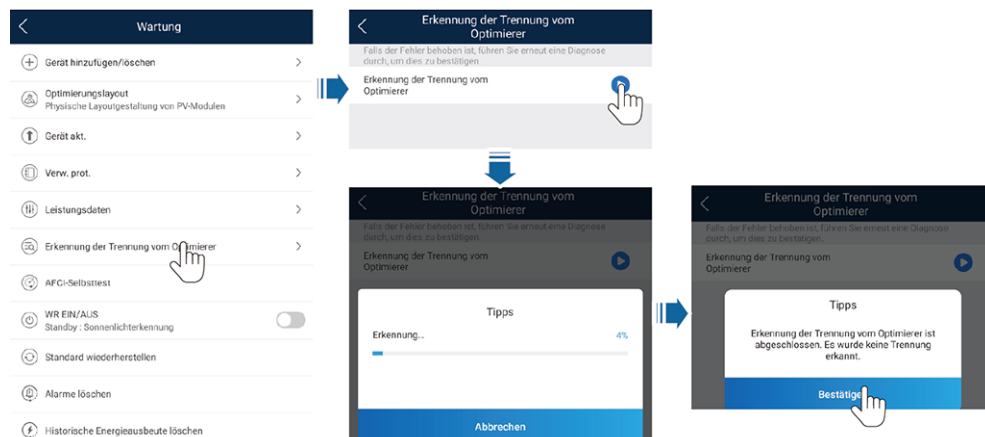 Wartung
Gerät hinzufügen/löschen
Optimierungslayout
Physische Layoutgestaltung von PV-Modulen
Gerät akt.
Verw. prot.
Leistungsdaten
Erkennung der Trennung vom Optimierer
AFCI-Selbsttest
WR EIN/AUS
Standby : Sonnenlichterkennung
Standard wiederherstellen
Alarme löschen
Historische Energieausbeute löschen
Erkennung der Trennung vom
Optimierer
Falls der Fehler behoben ist, führen Sie erneut eine Diagnose
durch, um dies zu bestätigen.
Erkennung der Trennung vom
Optimierer
Erkennung der Trennung vom
Optimierer
Falls der Fehler behoben ist, führen Sie erneut eine Diagnose
durch, um dies zu bestätigen.
Erkennung der Trennung vom
Optimierer
Tipps
Erkennung...
4%
Abbrechen
Erkennung der Trennung vom
Optimierer
Falls der Fehler behoben ist, führen Sie erneut eine Diagnose
durch, um dies zu bestätigen.
Erkennung der Trennung vom
Optimierer
Tipps
Erkennung der Trennung vom Optimierer ist
abgeschlossen. Es wurde keine Trennung
erkannt.
Bestätigen